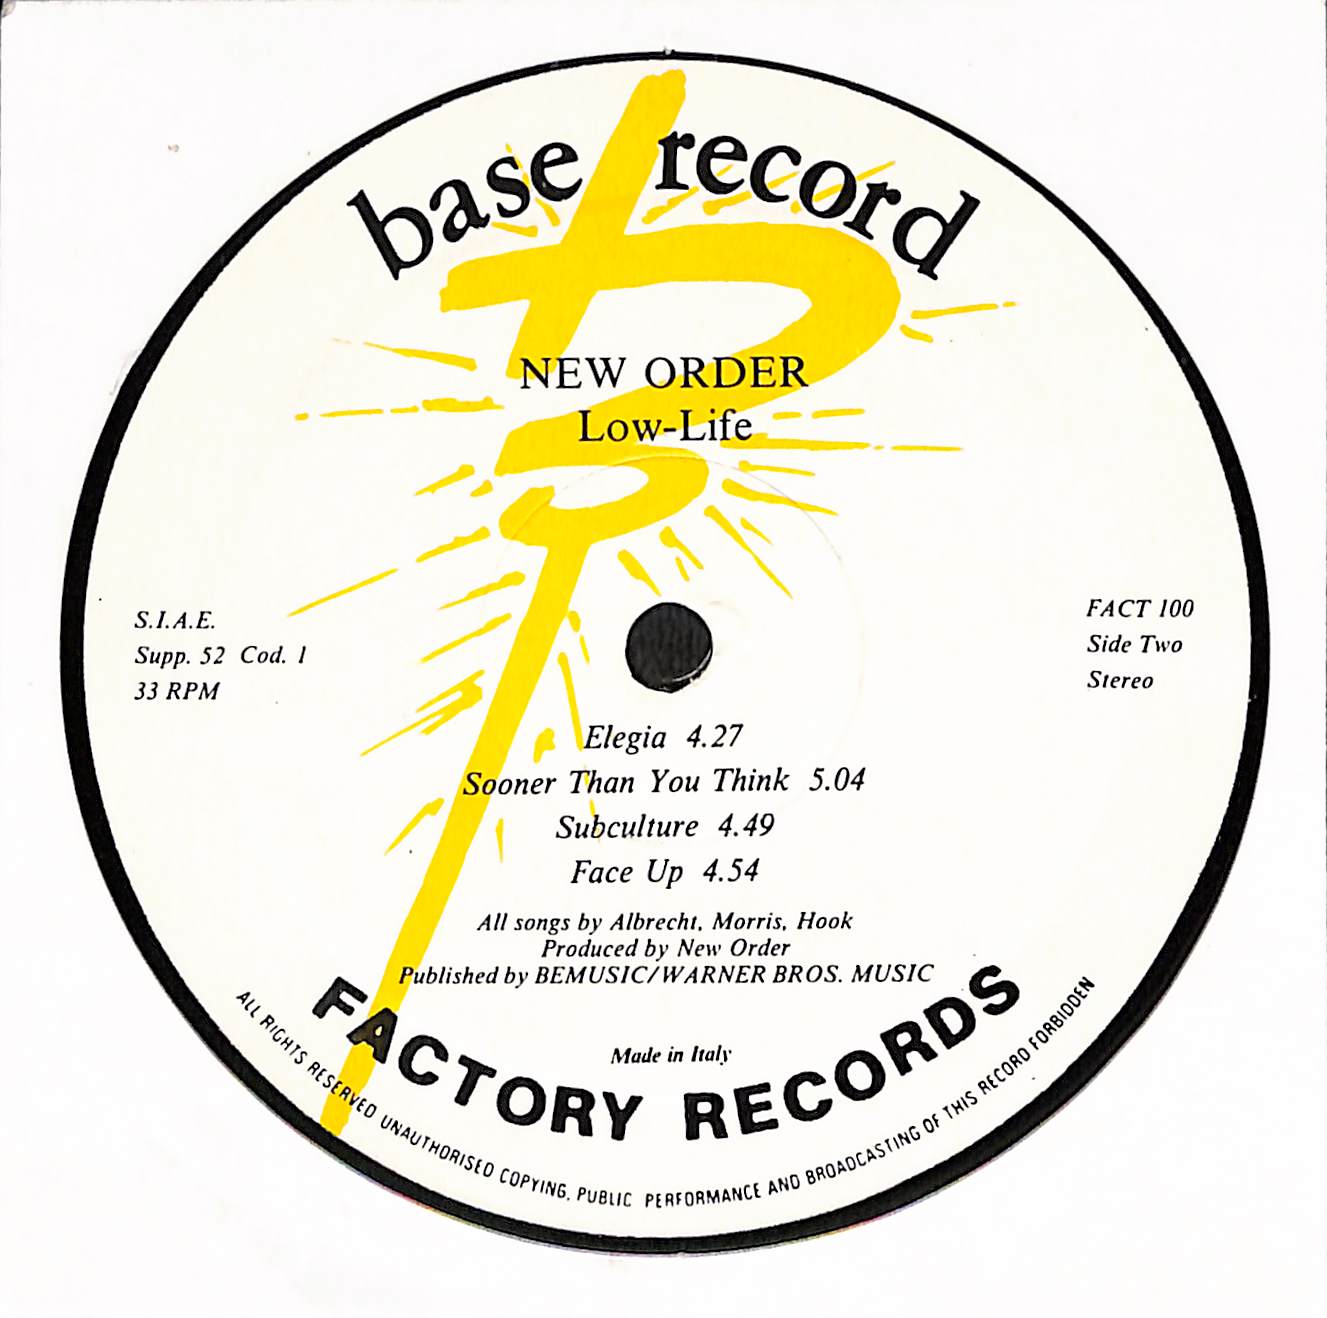 base record
NEW ORDER
Low-Life
S.I.A.E.
Supp. 52 Cod. 1
33 RPM
FACT 100
Side Two
Stereo
Elegia 4.27
Sooner Than You Think 5.04
Subculture 4.49
Face Up 4.54
All songs by Albrecht, Morris, Hook
Produced by New Order
Published by BEMUSIC/WARNER BROS. MUSIC
Made in Italy
FACTORY RECORDS
ALL RIGHTS RESERVED UNAUTHORISED COPYING, PUBLIC PERFORMANCE AND BROADCASTING OF THIS RECORD FORBIDDEN